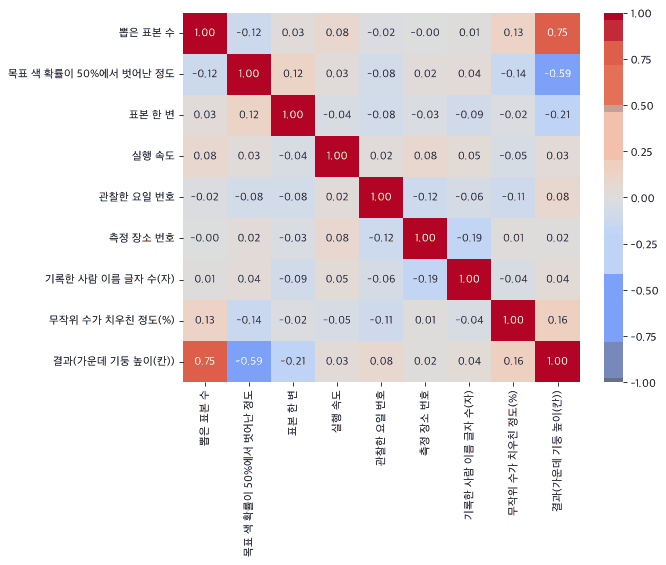 뽑은 표본 수 1.00 -0.12 0.03 0.08 -0.02 -0.00 0.01 0.13 0.75
목표 색 확률이 50%에서 벗어난 정도 -0.12 1.00 0.12 0.03 -0.08 0.02 0.04 -0.14 -0.59
표본 한 변 0.03 0.12 1.00 -0.04 -0.08 -0.03 -0.09 -0.02 -0.21
실행 속도 0.08 0.03 -0.04 1.00 0.02 0.08 0.05 -0.05 0.03
관찰한 요일 번호 -0.02 -0.08 -0.08 0.02 1.00 -0.12 -0.06 -0.11 0.08
측정 장소 번호 -0.00 0.02 -0.03 0.08 -0.12 1.00 -0.19 0.01 0.02
기록한 사람 이름 글자 수(자) 0.01 0.04 -0.09 0.05 -0.06 -0.19 1.00 -0.04 0.04
무작위 수가 치우친 정도(%) 0.13 -0.14 -0.02 -0.05 -0.11 0.01 -0.04 1.00 0.16
결과(가운데 기둥 높이(칸)) 0.75 -0.59 -0.21 0.03 0.08 0.02 0.04 0.16 1.00
뽑은 표본 수
목표 색 확률이 50%에서 벗어난 정도
표본 한 변
실행 속도
관찰한 요일 번호
측정 장소 번호
기록한 사람 이름 글자 수(자)
무작위 수가 치우친 정도(%)
결과(가운데 기둥 높이(칸))
1.00
0.75
0.50
0.25
0.00
-0.25
-0.50
-0.75
-1.00